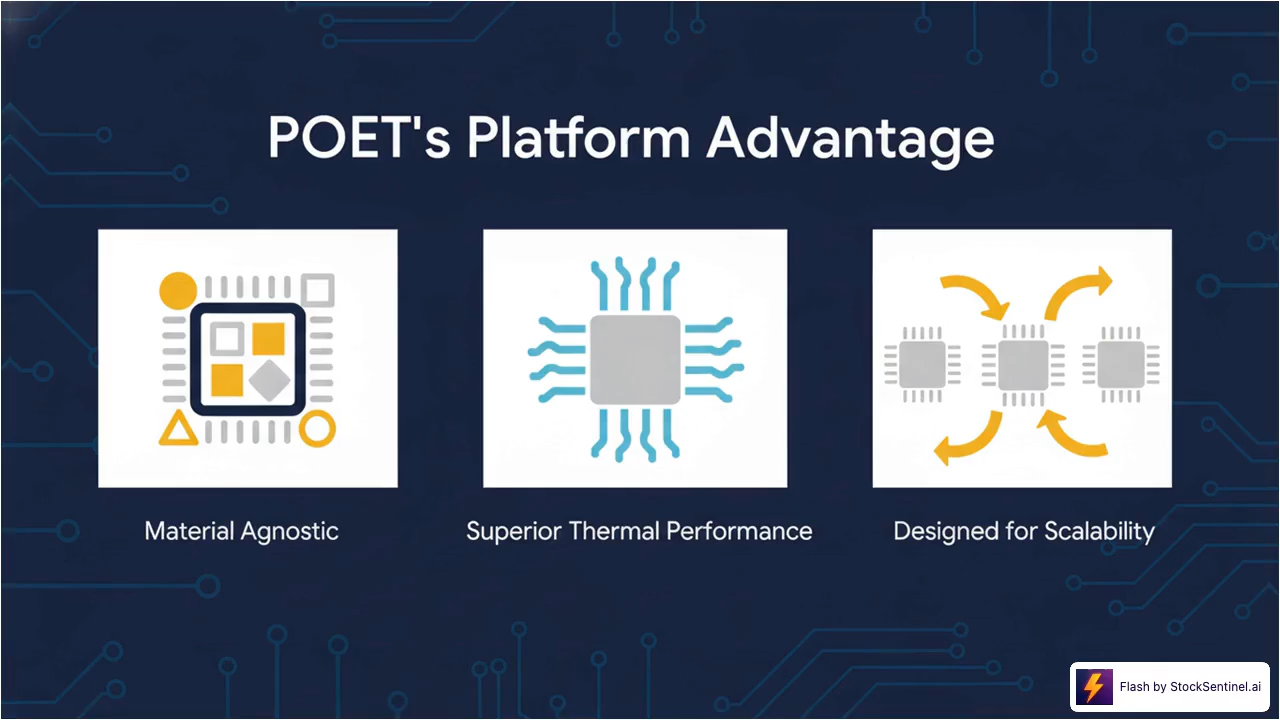 POET's Platform Advantage
Material Agnostic
Superior Thermal Performance
Designed for Scalability
Flash by StockSentinel.ai